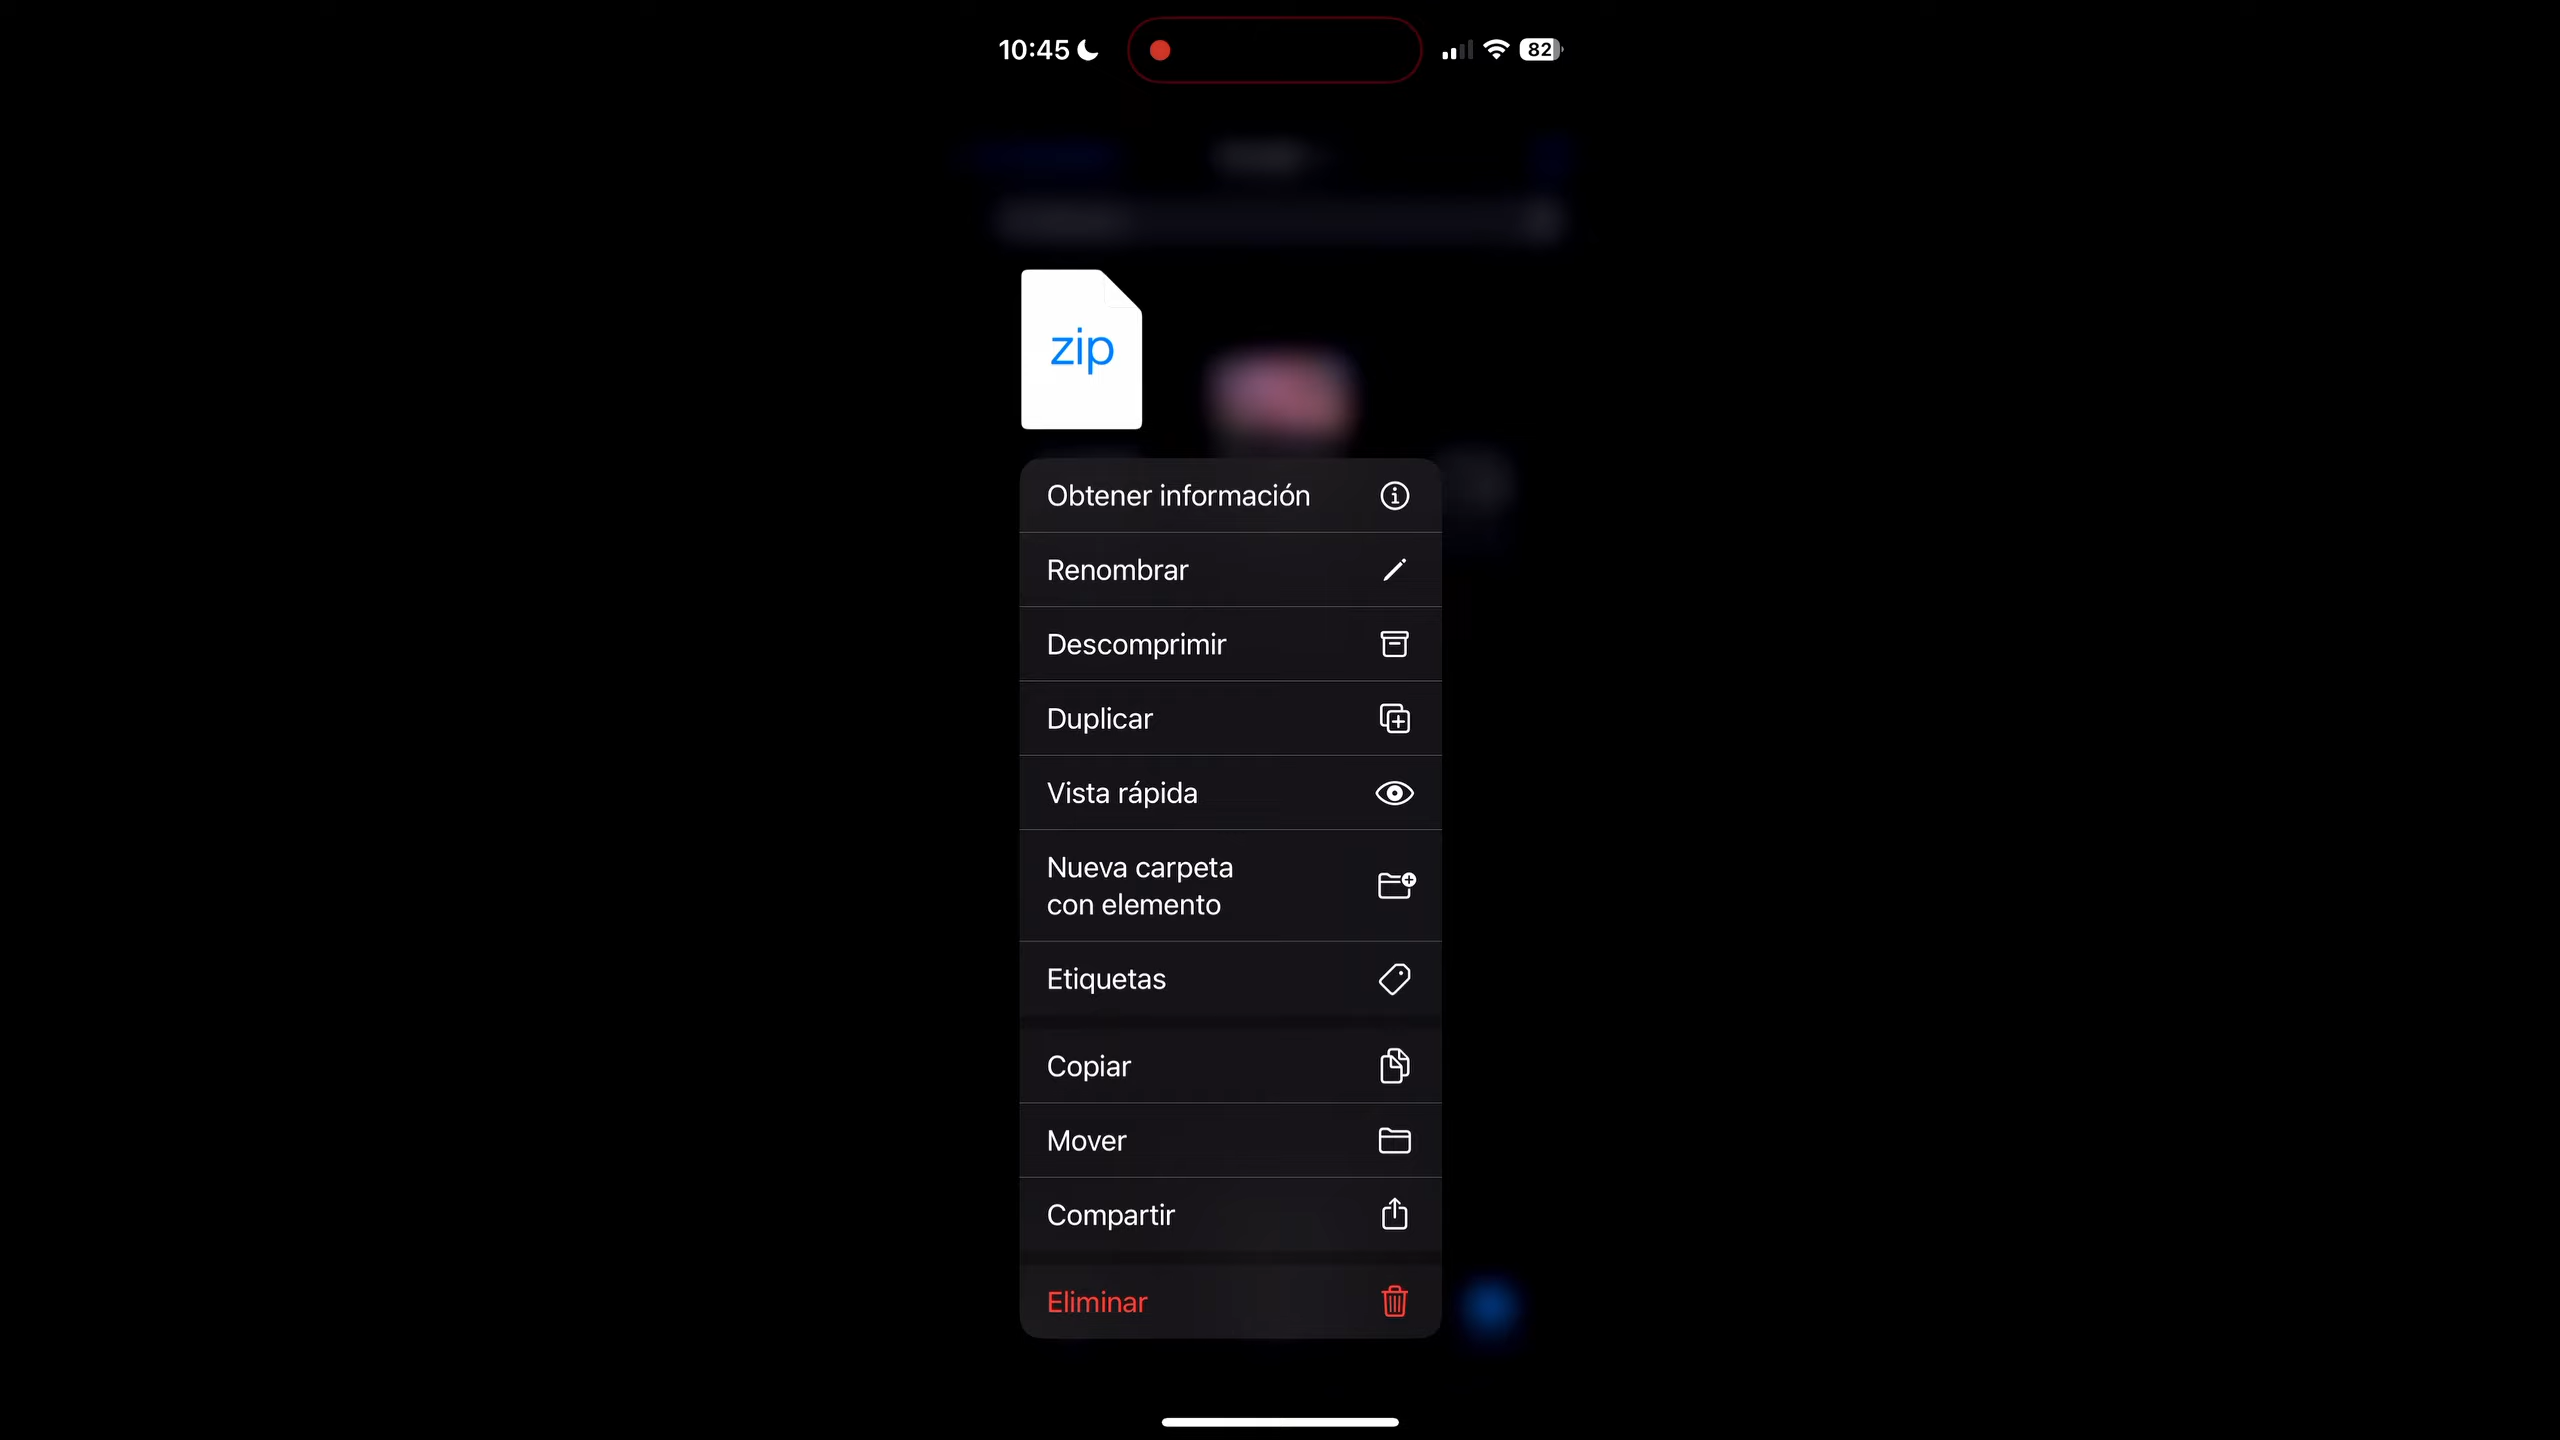 10:45
82
zip
Obtener información
Renombrar
Descomprimir
Duplicar
Vista rápida
Nueva carpeta
con elemento
Etiquetas
Copiar
Mover
Compartir
Eliminar